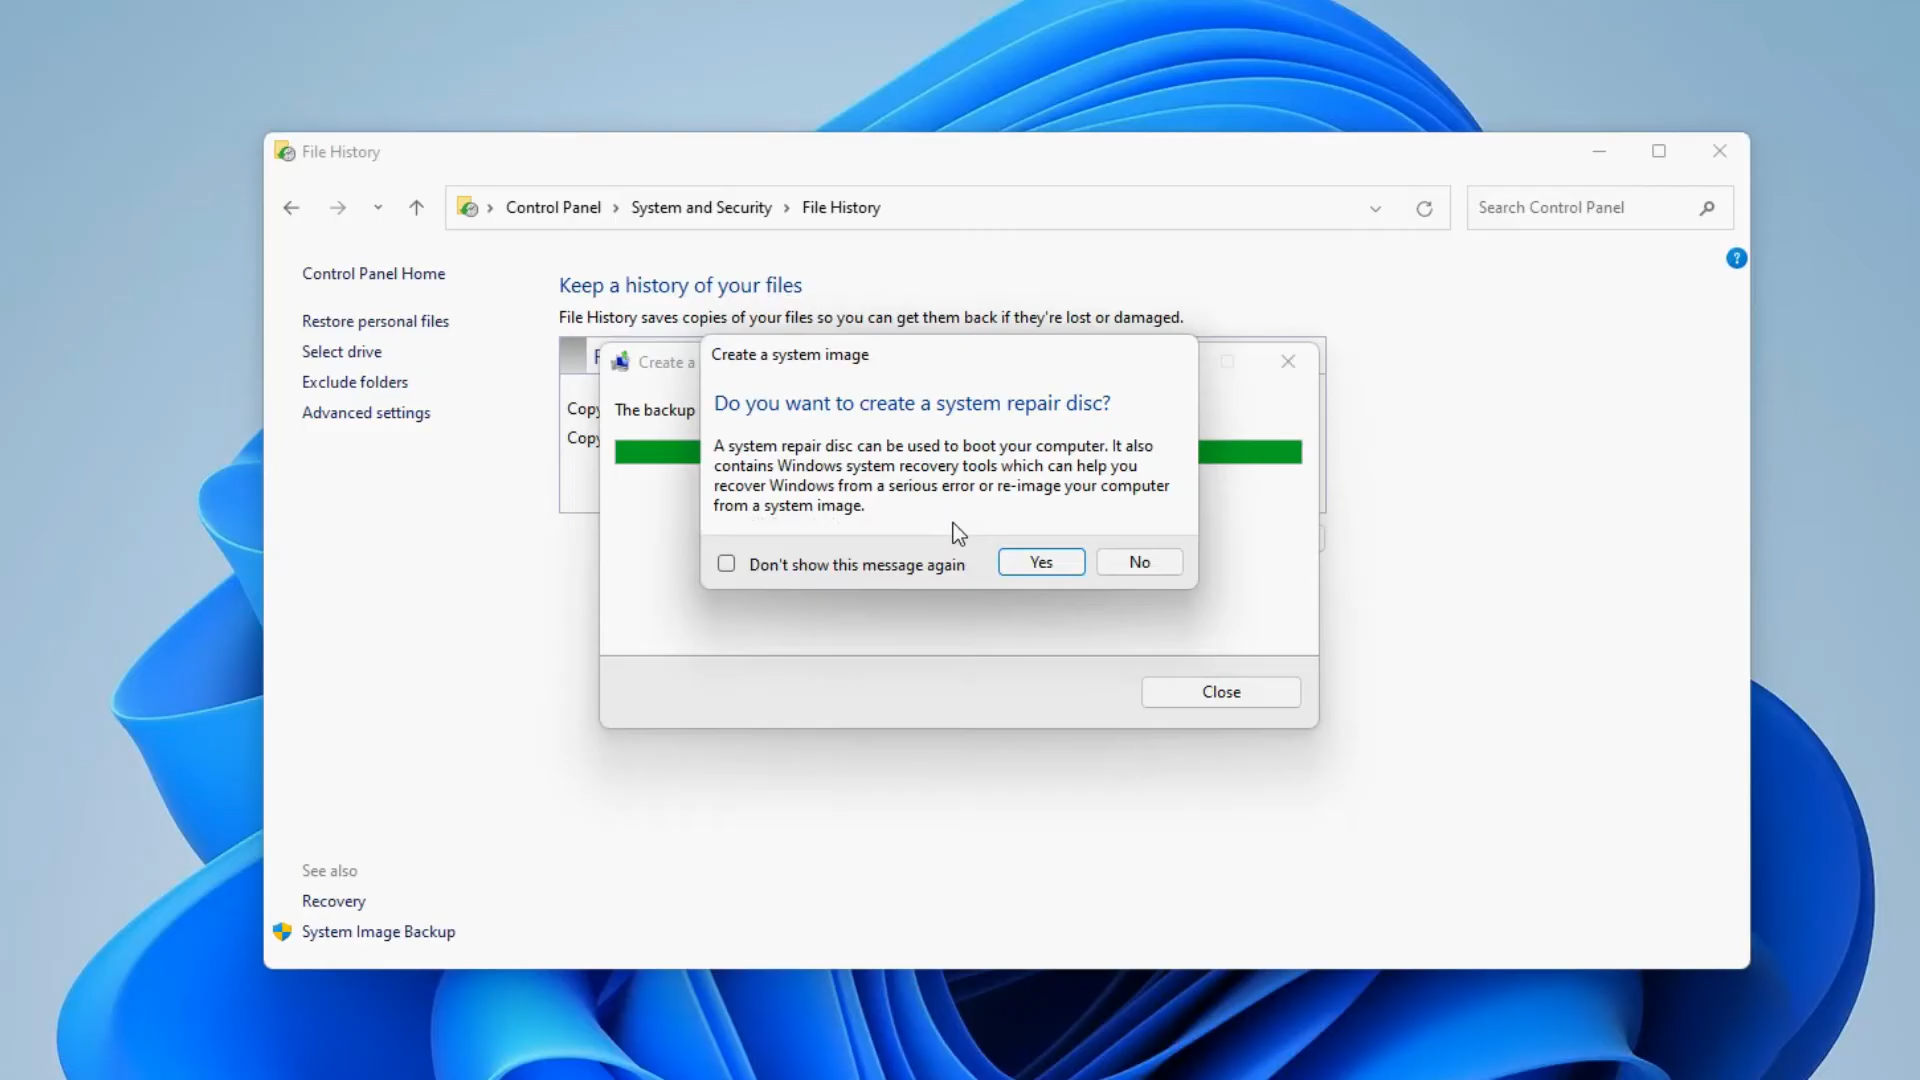 File History
Control Panel > System and Security > File History
Search Control Panel
?
Control Panel Home
Restore personal files
Select drive
Exclude folders
Advanced settings
Keep a history of your files
File History saves copies of your files so you can get them back if they're lost or damaged.
Copy
Copy
Create a
The backup
Create a system image
Do you want to create a system repair disc?
A system repair disc can be used to boot your computer. It also
contains Windows system recovery tools which can help you
recover Windows from a serious error or re-image your computer
from a system image.
Don't show this message again
Yes
No
Close
See also
Recovery
System Image Backup